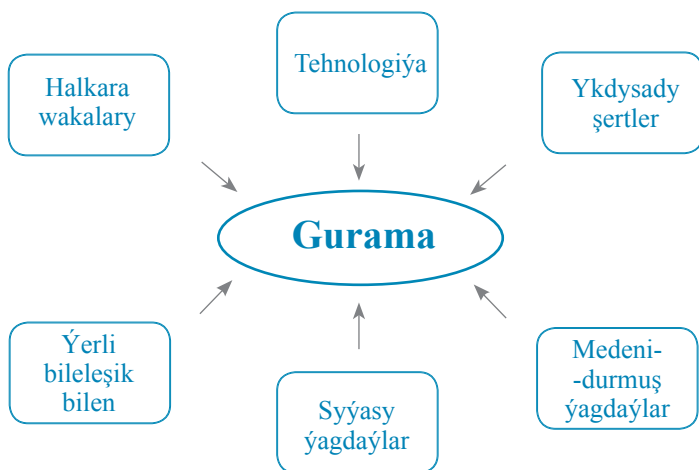 Tehnologiýa
Halkara
wakalary
Ykdysady
şertler
Gurama
Ýerli
bileleşik
bilen
Syýasy
ýagdaýlar
Medeni-
-durmuş
ýagdaýlar